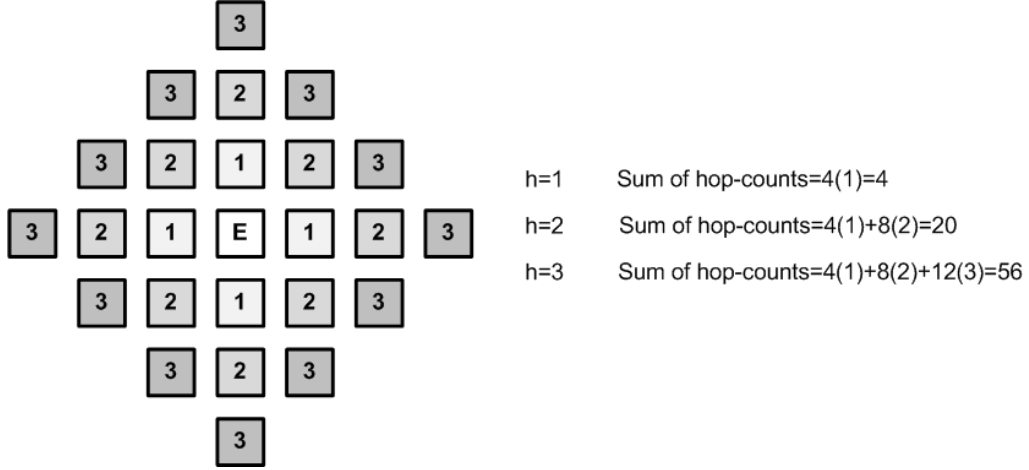 3
3 2 3
3 2 1 2 3
3 2 1 E 1 2 3
3 2 1 2 3
3 2 3
3
h=1 Sum of hop-counts=4(1)=4
h=2 Sum of hop-counts=4(1)+8(2)=20
h=3 Sum of hop-counts=4(1)+8(2)+12(3)=56